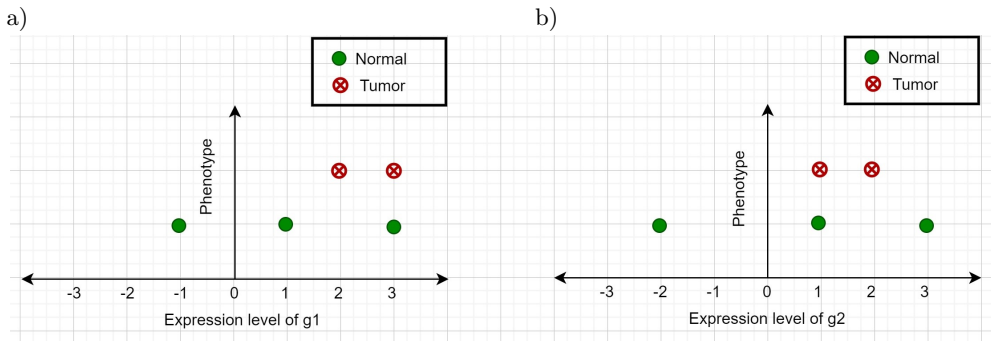 a)
Normal
Tumor
Phenotype
-3 -2 -1 0 1 2 3
Expression level of g1
b)
Normal
Tumor
Phenotype
-3 -2 -1 0 1 2 3
Expression level of g2